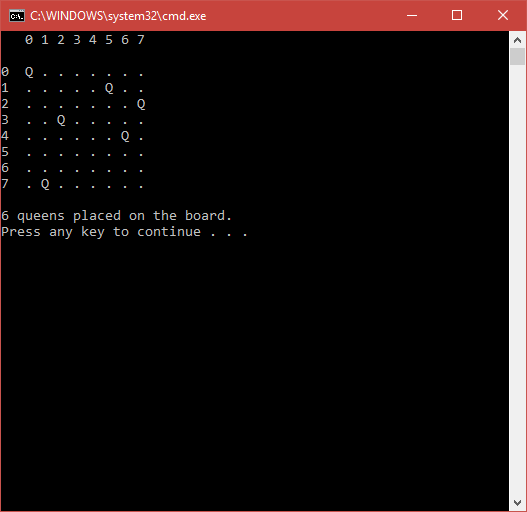 C:\WINDOWS\system32\cmd.exe
0 1 2 3 4 5 6 7
0 Q . . . . . . .
1 . . . . . Q . .
2 . . . . . . . Q
3 . . Q . . . . .
4 . . . . . . Q .
5 . . . . . . . .
6 . . . . . . . .
7 . Q . . . . . .
6 queens placed on the board.
Press any key to continue . . .